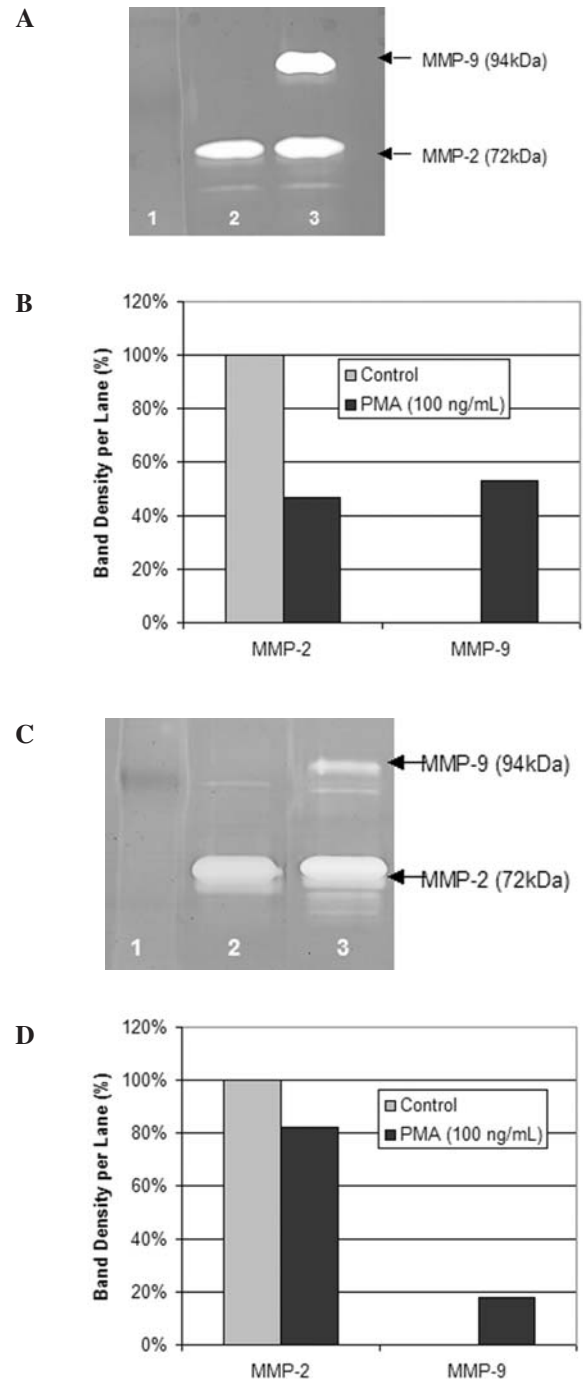 A
MMP-9 (94kDa)
MMP-2 (72kDa)
1 2 3
B
120%
100%
80%
60%
40%
20%
0%
Band Density per Lane (%)
Control
PMA (100 ng/mL)
MMP-2 MMP-9
C
MMP-9 (94kDa)
MMP-2 (72kDa)
1 2 3
D
120%
100%
80%
60%
40%
20%
0%
Band Density per Lane (%)
Control
PMA (100 ng/mL)
MMP-2 MMP-9